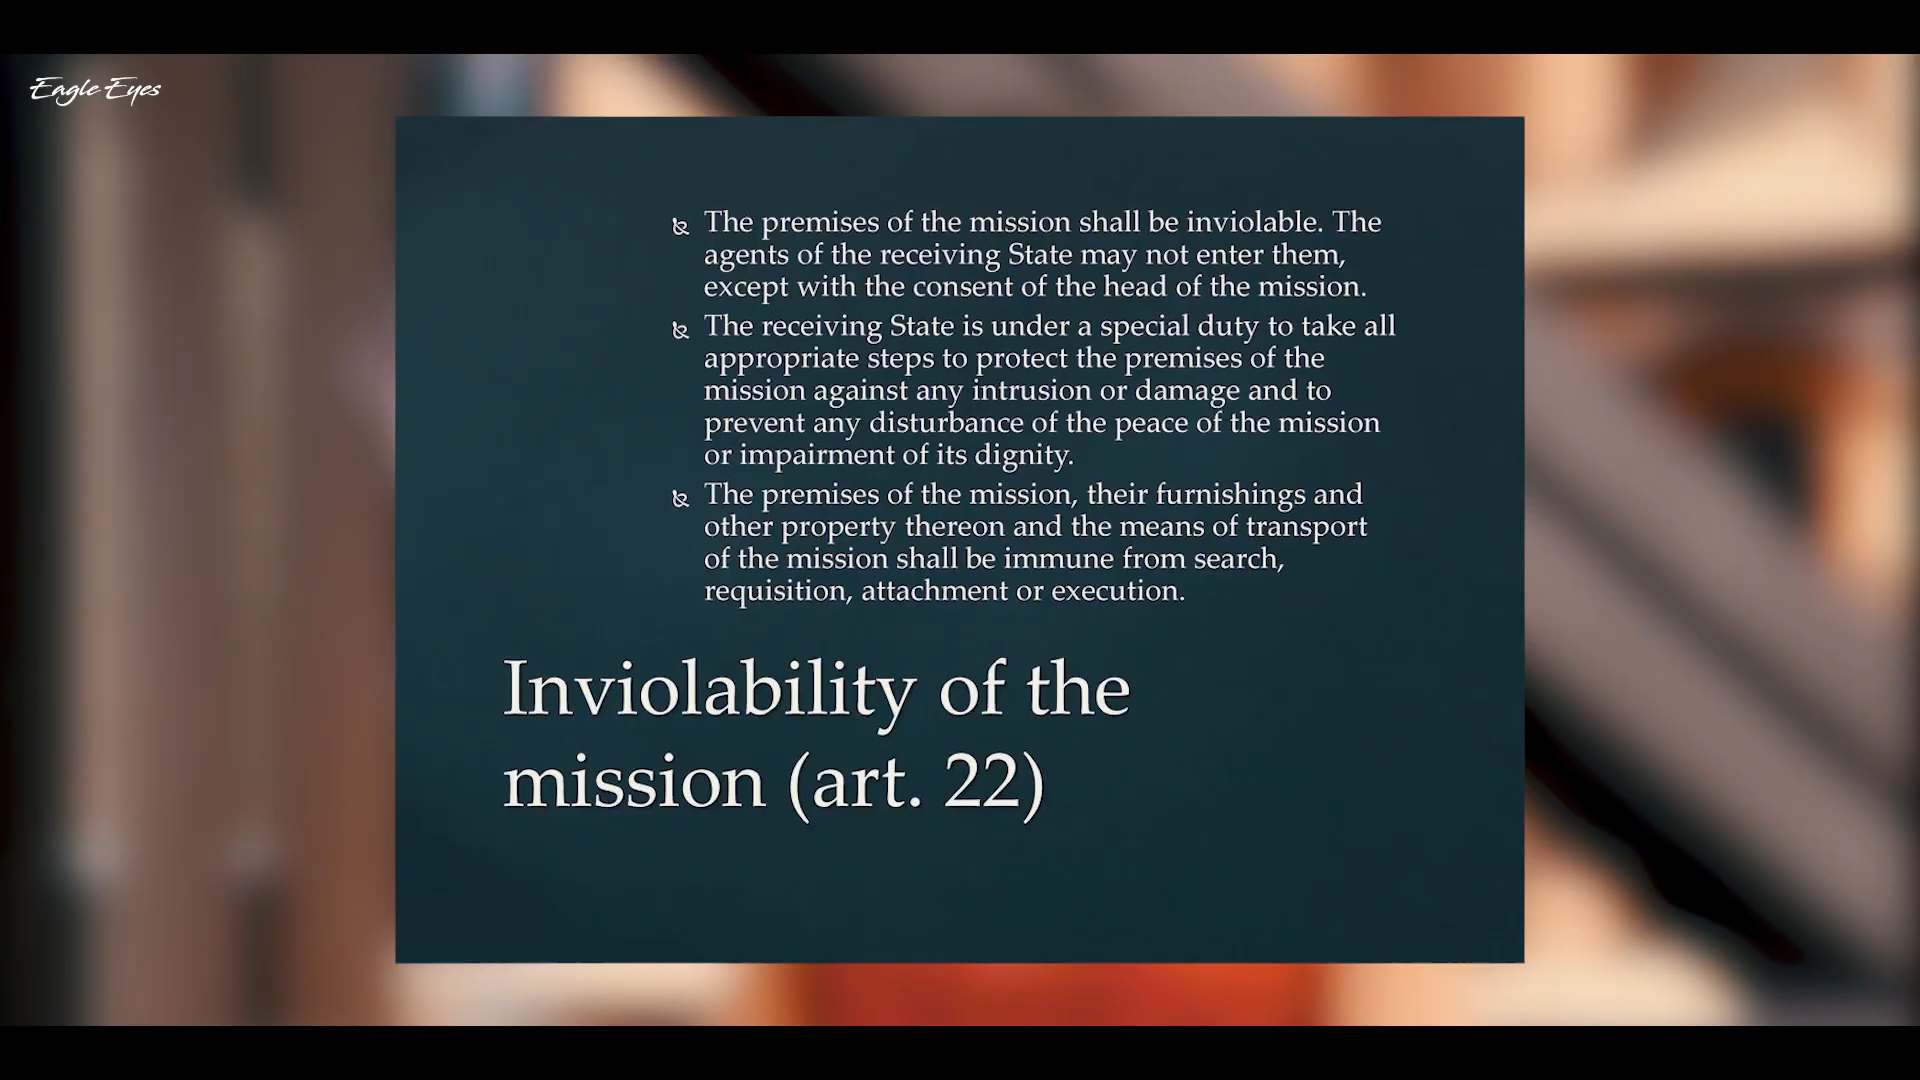 Eagle Eyes
The premises of the mission shall be inviolable. The
agents of the receiving State may not enter them,
except with the consent of the head of the mission.
The receiving State is under a special duty to take all
appropriate steps to protect the premises of the
mission against any intrusion or damage and to
prevent any disturbance of the peace of the mission
or impairment of its dignity.
The premises of the mission, their furnishings and
other property thereon and the means of transport
of the mission shall be immune from search,
requisition, attachment or execution.
Inviolability of the
mission (art. 22)